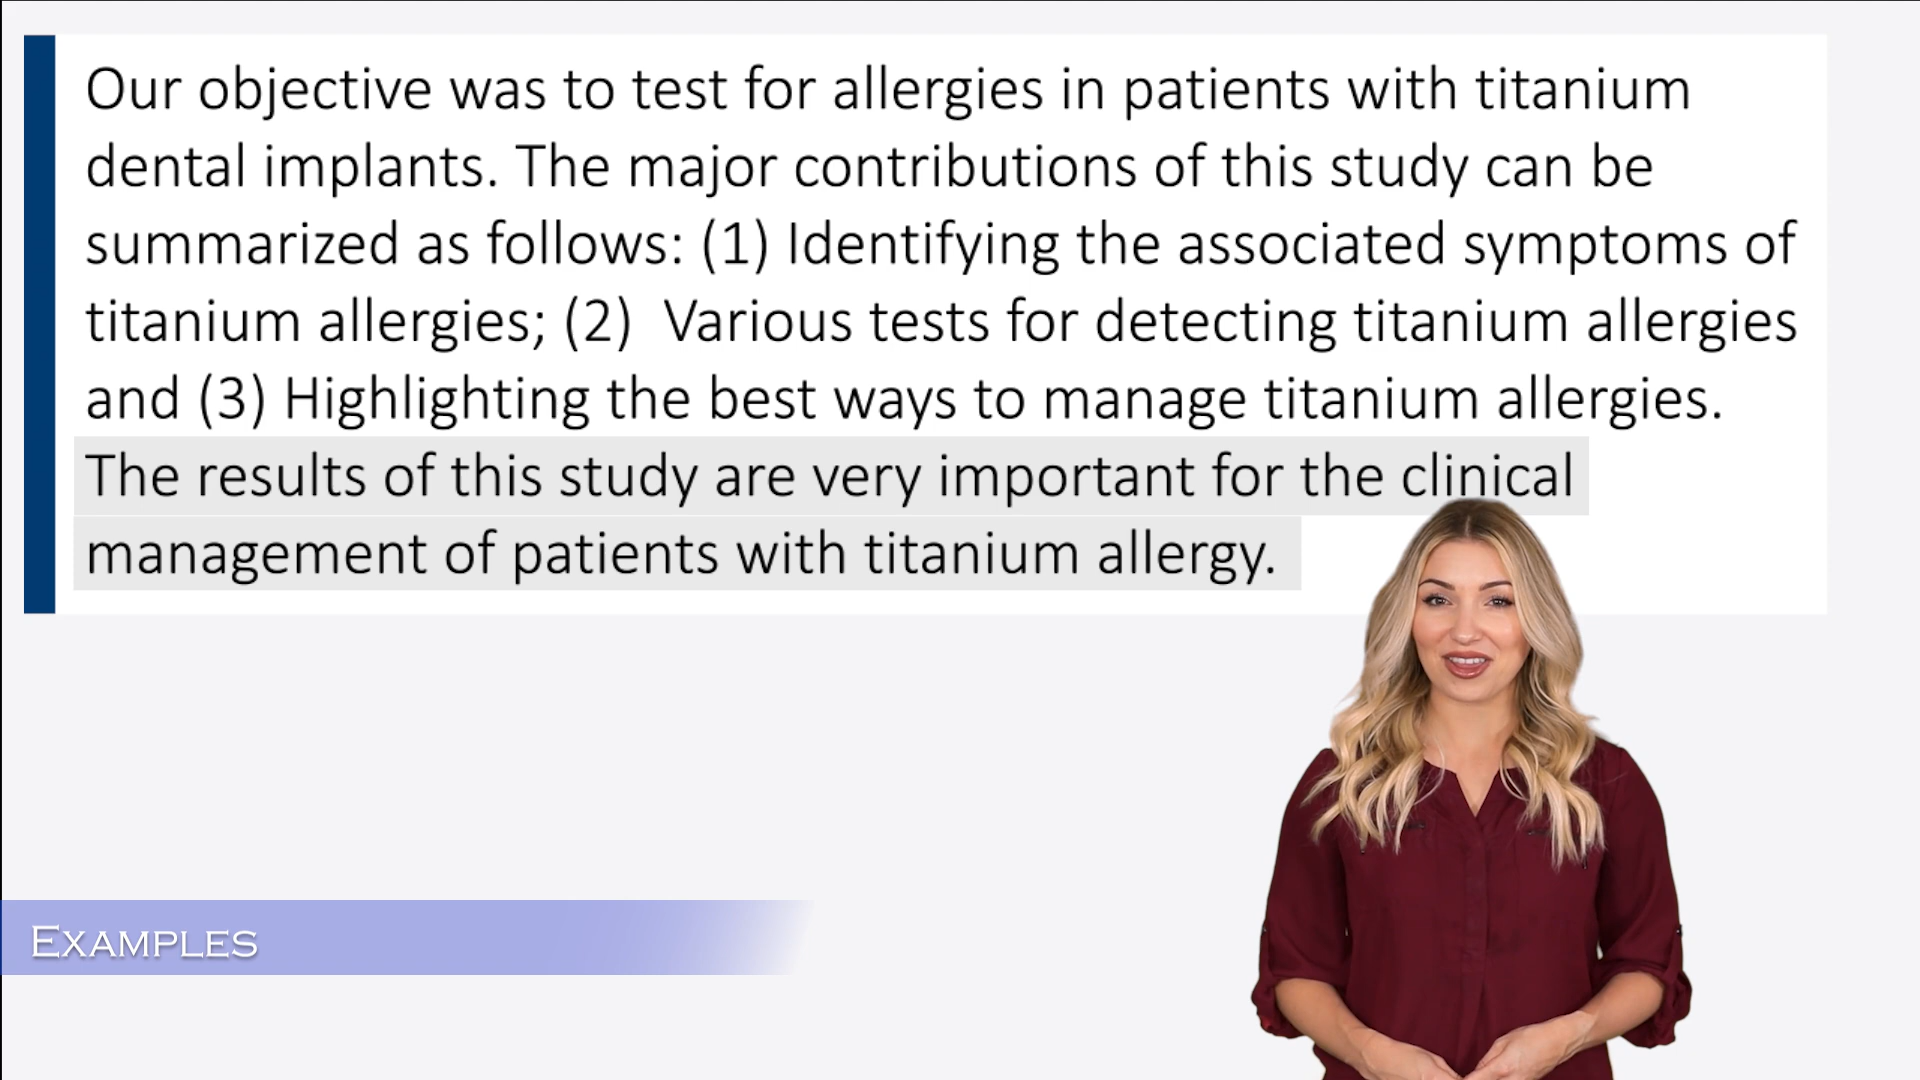 Our objective was to test for allergies in patients with titanium
dental implants. The major contributions of this study can be
summarized as follows: (1) Identifying the associated symptoms of
titanium allergies; (2)  Various tests for detecting titanium allergies
and (3) Highlighting the best ways to manage titanium allergies.
The results of this study are very important for the clinical
management of patients with titanium allergy.
EXAMPLES